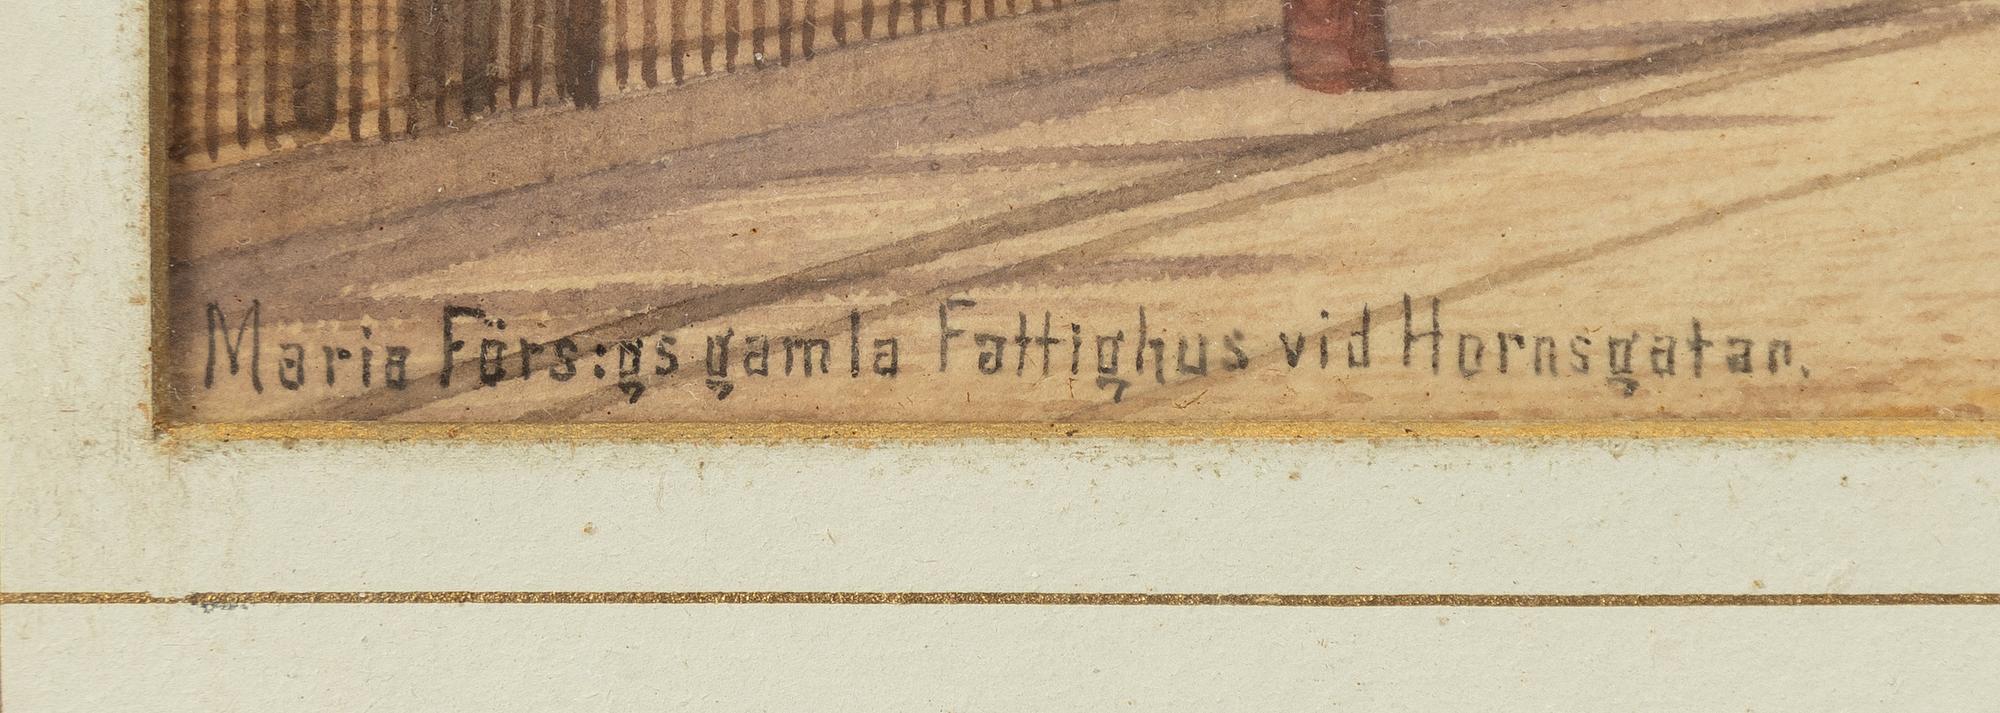 Maria Förs:gs gamla Fattighus vid Hornsgatan.